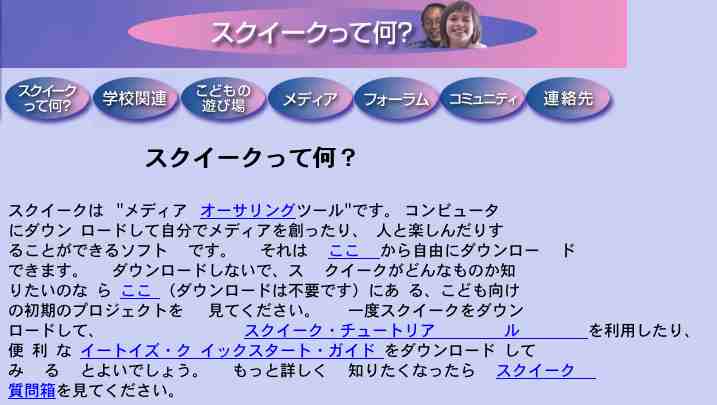 スクイークって何?
スクイーク
って何?
学校関連
こどもの
遊び場
メディア
フォーラム
コミュニティ
連絡先
スクイークって何？
スクイークは "メディア オーサリングツール"です。 コンピュータ
にダウン ロードして自分でメディアを創ったり、 人と楽しんだりす
ることができるソフト です。 それは ここ から自由にダウンロー ド
できます。 ダウンロードしないで、ス クイークがどんなものか知
りたいのな ら ここ （ダウンロードは不要です）にあ る、こども向け
の初期のプロジェクトを 見てください。 一度スクイークをダウン
ロードして、 スクイーク・チュートリア ル を利用したり、
便 利 な イートイズ・ク イックスタート・ガイド をダウンロード して
み る とよいでしょう。 もっと詳しく 知りたくなったら スクイーク
質問箱を見てください。